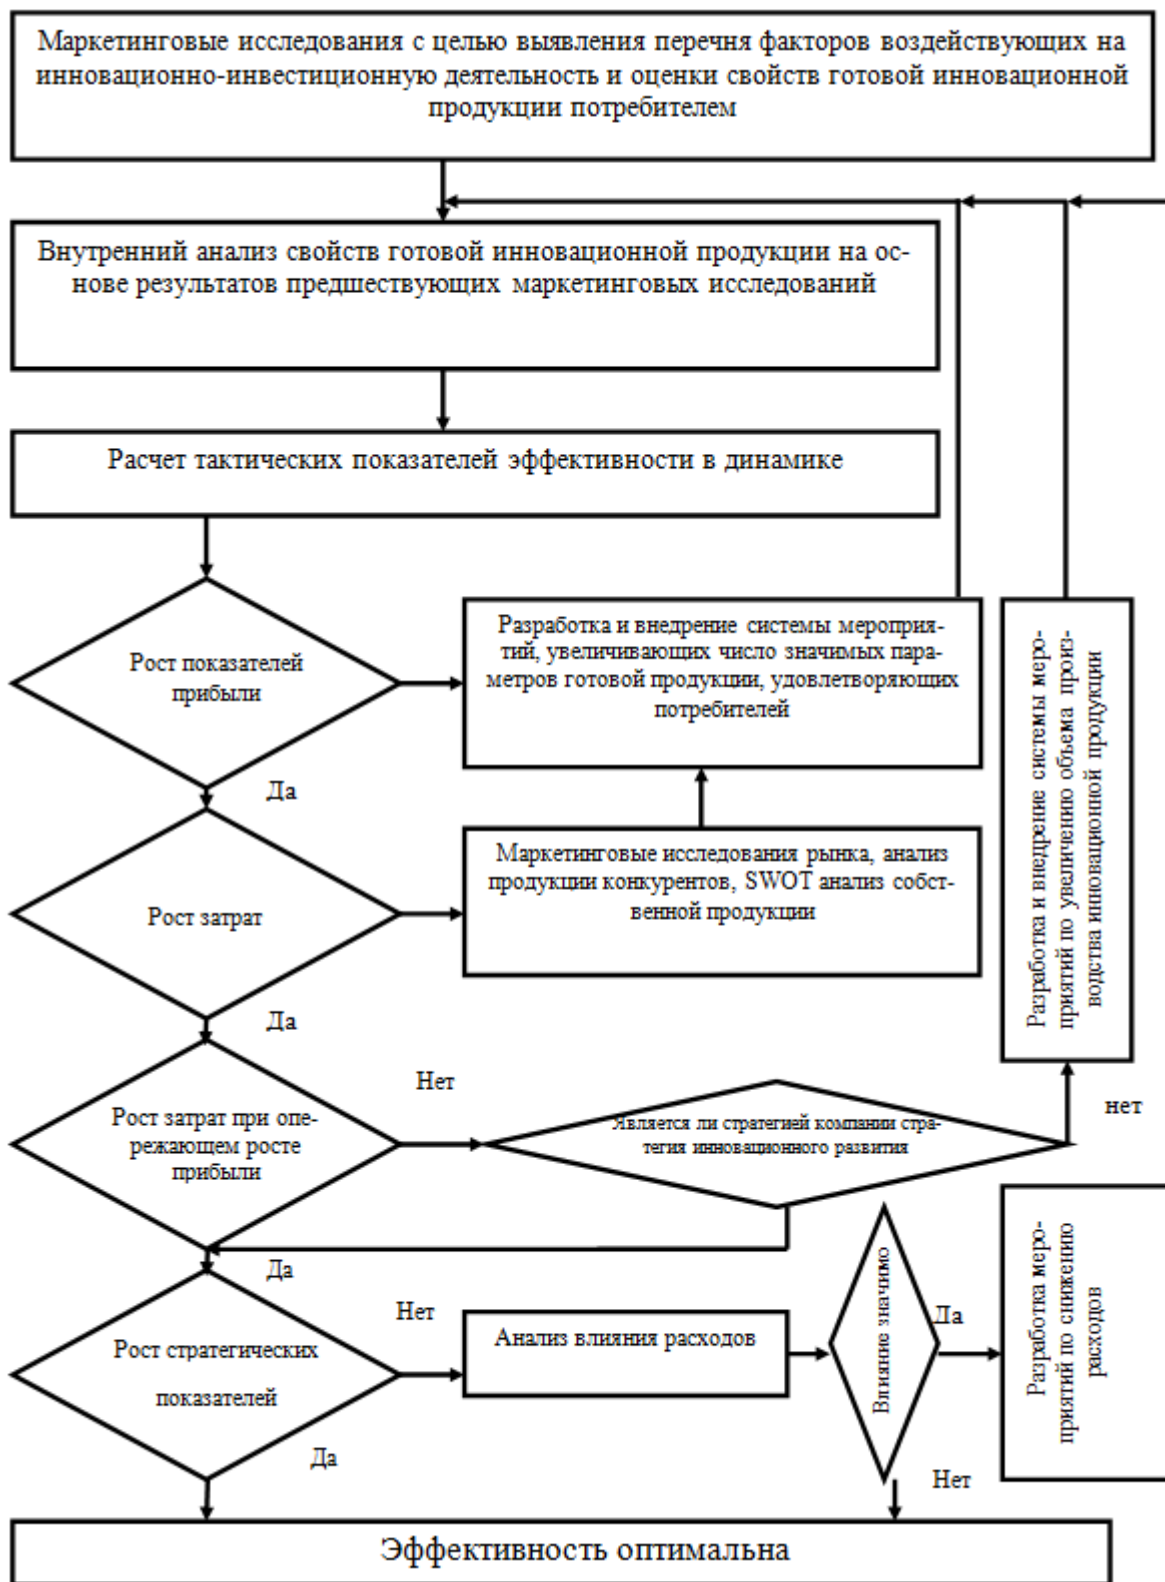 Маркетинговые исследования с целью выявления перечня факторов воздействующих на
инновационно-инвестиционную деятельность и оценки свойств готовой инновационной
продукции потребителем
Внутренний анализ свойств готовой инновационной продукции на ос-
нове результатов предшествующих маркетинговых исследований
Расчет тактических показателей эффективности в динамике
Рост показателей
прибыли
Разработка и внедрение системы мероприя-
тий, увеличивающих число значимых пара-
метров готовой продукции, удовлетворяющих
потребителей
Разработка и внедрение системы меро-
приятий по увеличению объема произ-
водства инновационной продукции
Да
Рост затрат
Маркетинговые исследования рынка, анализ
продукции конкурентов, SWOT анализ собст-
венной продукции
Да
Рост затрат при опе-
режающем росте
прибыли
Нет
Является ли стратегией компании стра-
тегия инновационного развития
нет
Да
Рост стратегических
показателей
Нет
Анализ влияния расходов
Влияние значимо
Да
Разработка меро-
приятий по снижению
расходов
Да
Нет
Эффективность оптимальна